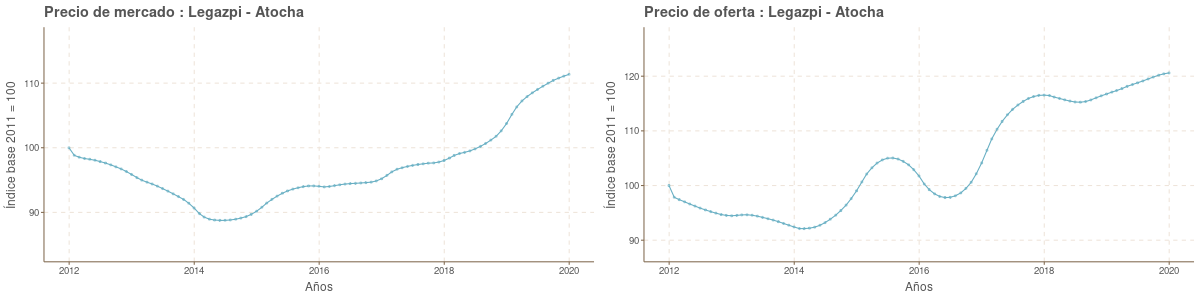 Precio de mercado : Legazpi - Atocha
Índice base 2011 = 100
110
100
90
2012 2014 2016 2018 2020
Años
Precio de oferta : Legazpi - Atocha
Índice base 2011 = 100
120
110
100
90
2012 2014 2016 2018 2020
Años